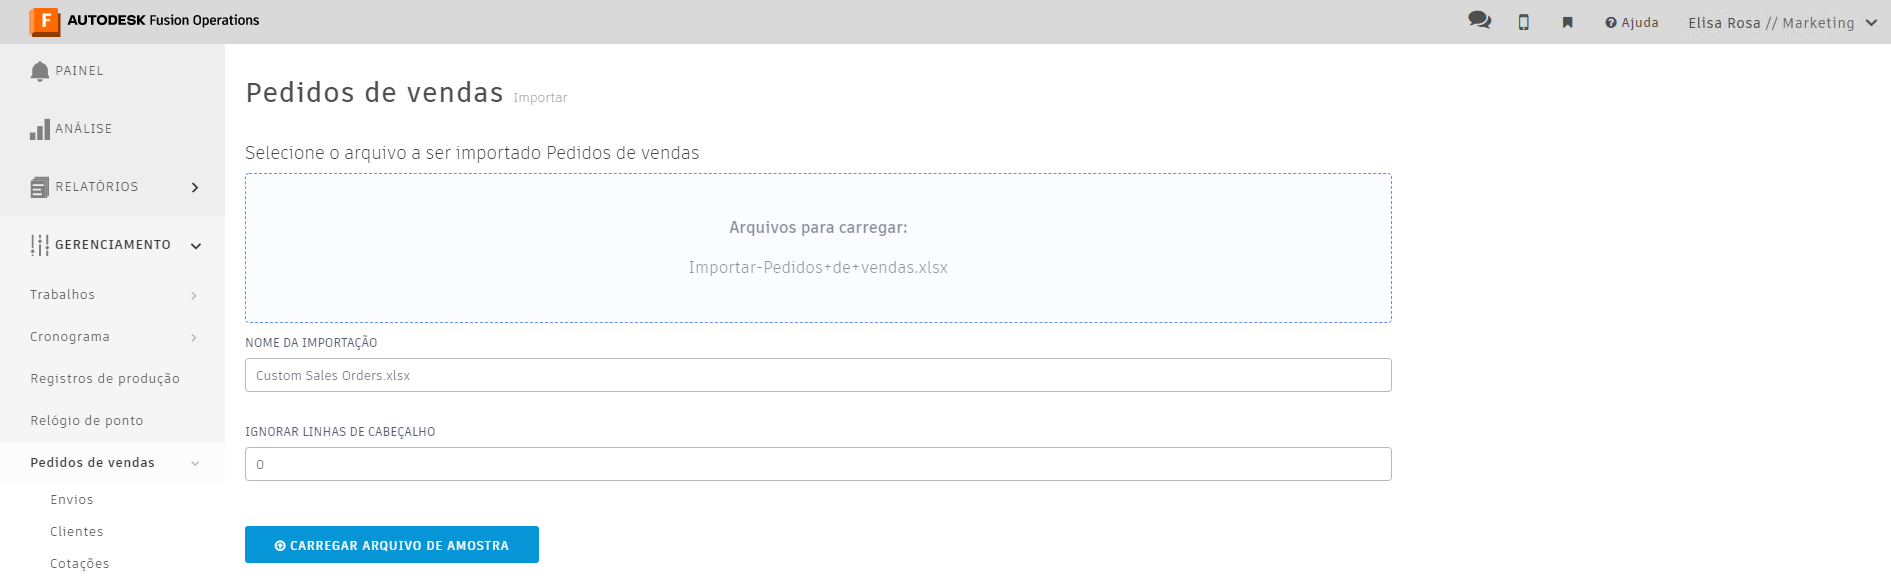 F AUTODESK Fusion Operations
Ajuda
Elisa Rosa // Marketing
PAINEL
ANÁLISE
RELATÓRIOS
GERENCIAMENTO
Trabalhos
Cronograma
Registros de produção
Relógio de ponto
Pedidos de vendas
Envios
Clientes
Cotações
Pedidos de vendas Importar
Selecione o arquivo a ser importado Pedidos de vendas
Arquivos para carregar:
Importar-Pedidos+de+vendas.xlsx
NOME DA IMPORTAÇÃO
Custom Sales Orders.xlsx
IGNORAR LINHAS DE CABEÇALHO
0
CARREGAR ARQUIVO DE AMOSTRA